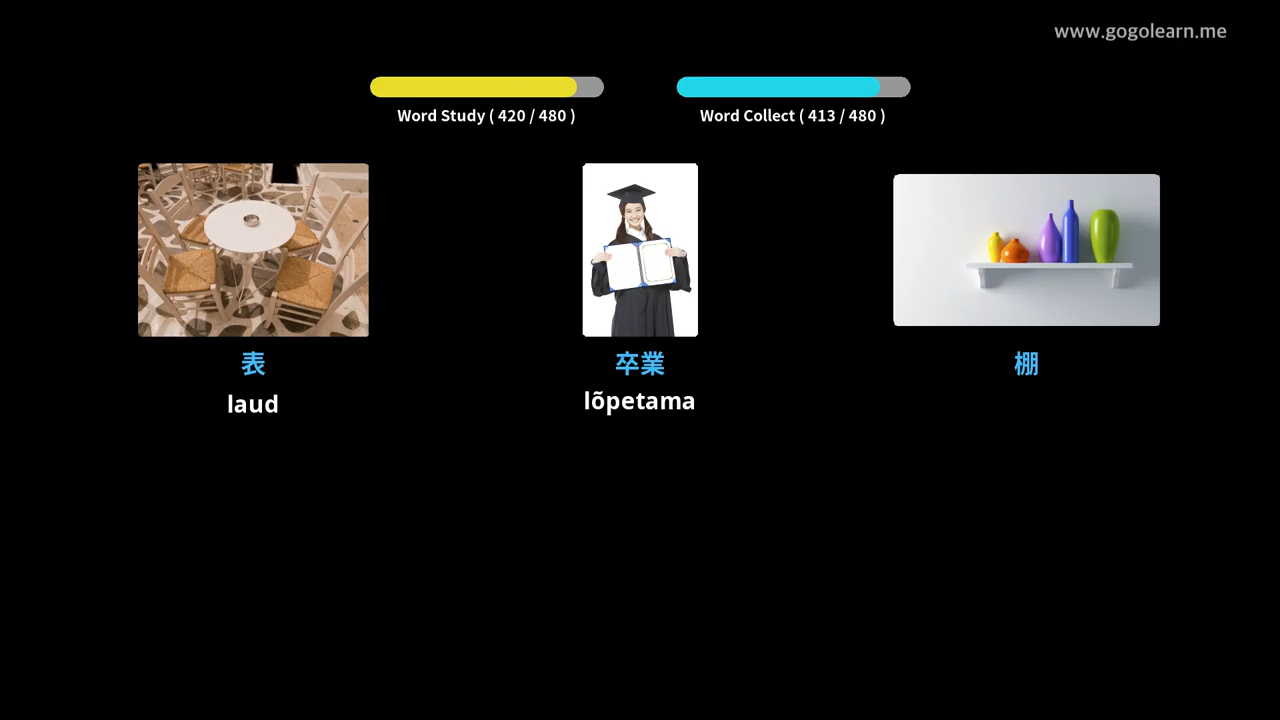 www.gogolearn.me
Word Study ( 420 / 480 )
Word Collect ( 413 / 480 )
表
卒業
棚
laud
lõpetama